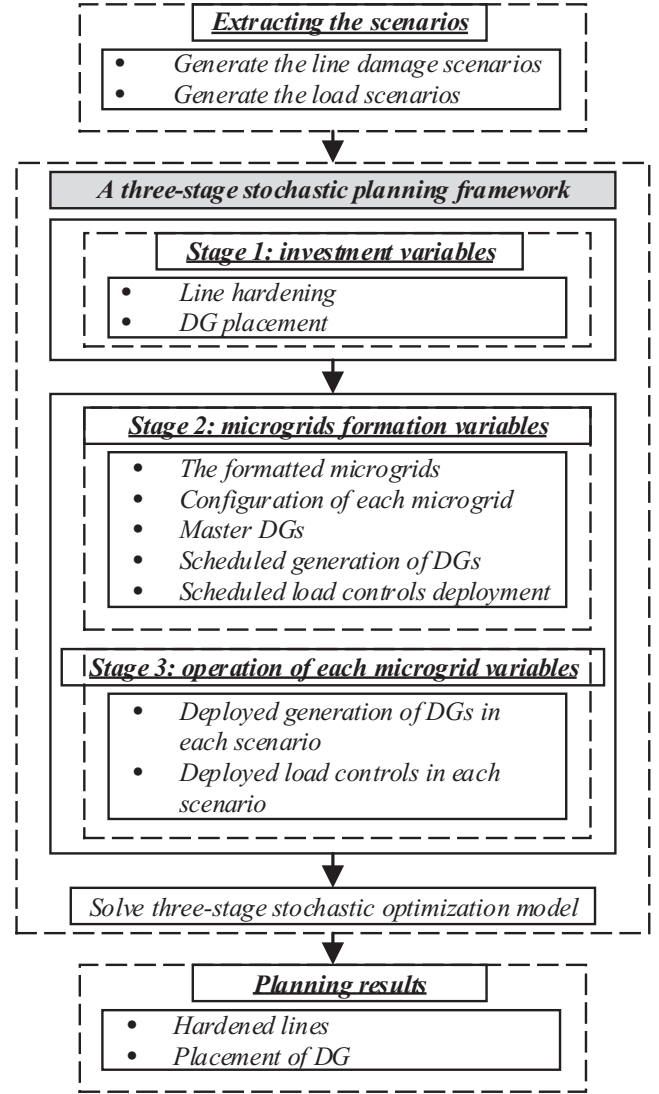 Extracting the scenarios
• Generate the line damage scenarios
• Generate the load scenarios
A three-stage stochastic planning framework
Stage 1: investment variables
• Line hardening
• DG placement
Stage 2: microgrids formation variables
• The formatted microgrids
• Configuration of each microgrid
• Master DGs
• Scheduled generation of DGs
• Scheduled load controls deployment
Stage 3: operation of each microgrid variables
• Deployed generation of DGs in
each scenario
• Deployed load controls in each
scenario
Solve three-stage stochastic optimization model
Planning results
• Hardened lines
• Placement of DG